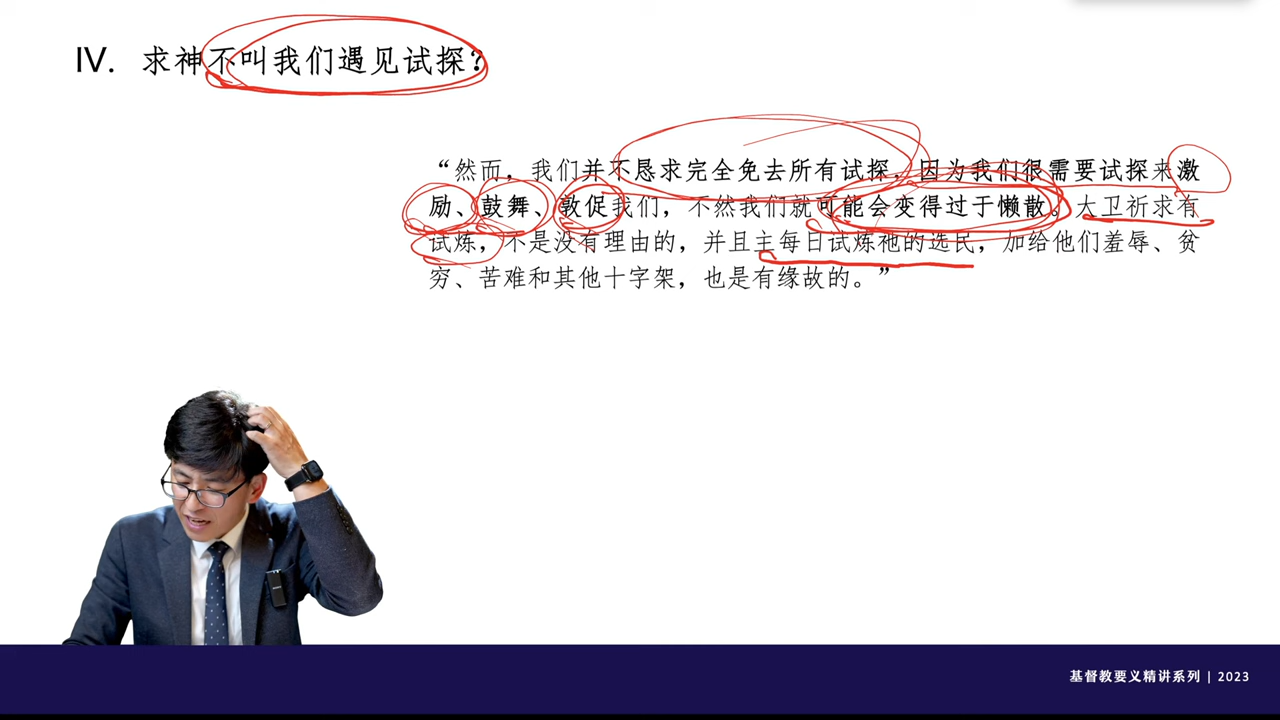 IV. 求神不叫我们遇见试探？
“然而，我们并不恳求完全免去所有试探，因为我们很需要试探来激
励、鼓舞、敦促我们，不然我们就可能会变得过于懒散。大卫祈求有
试炼，不是没有理由的，并且主每日试炼祂的选民，加给他们羞辱、贫
穷、苦难和其他十字架，也是有缘故的。”
基督教要义精讲系列 | 2023